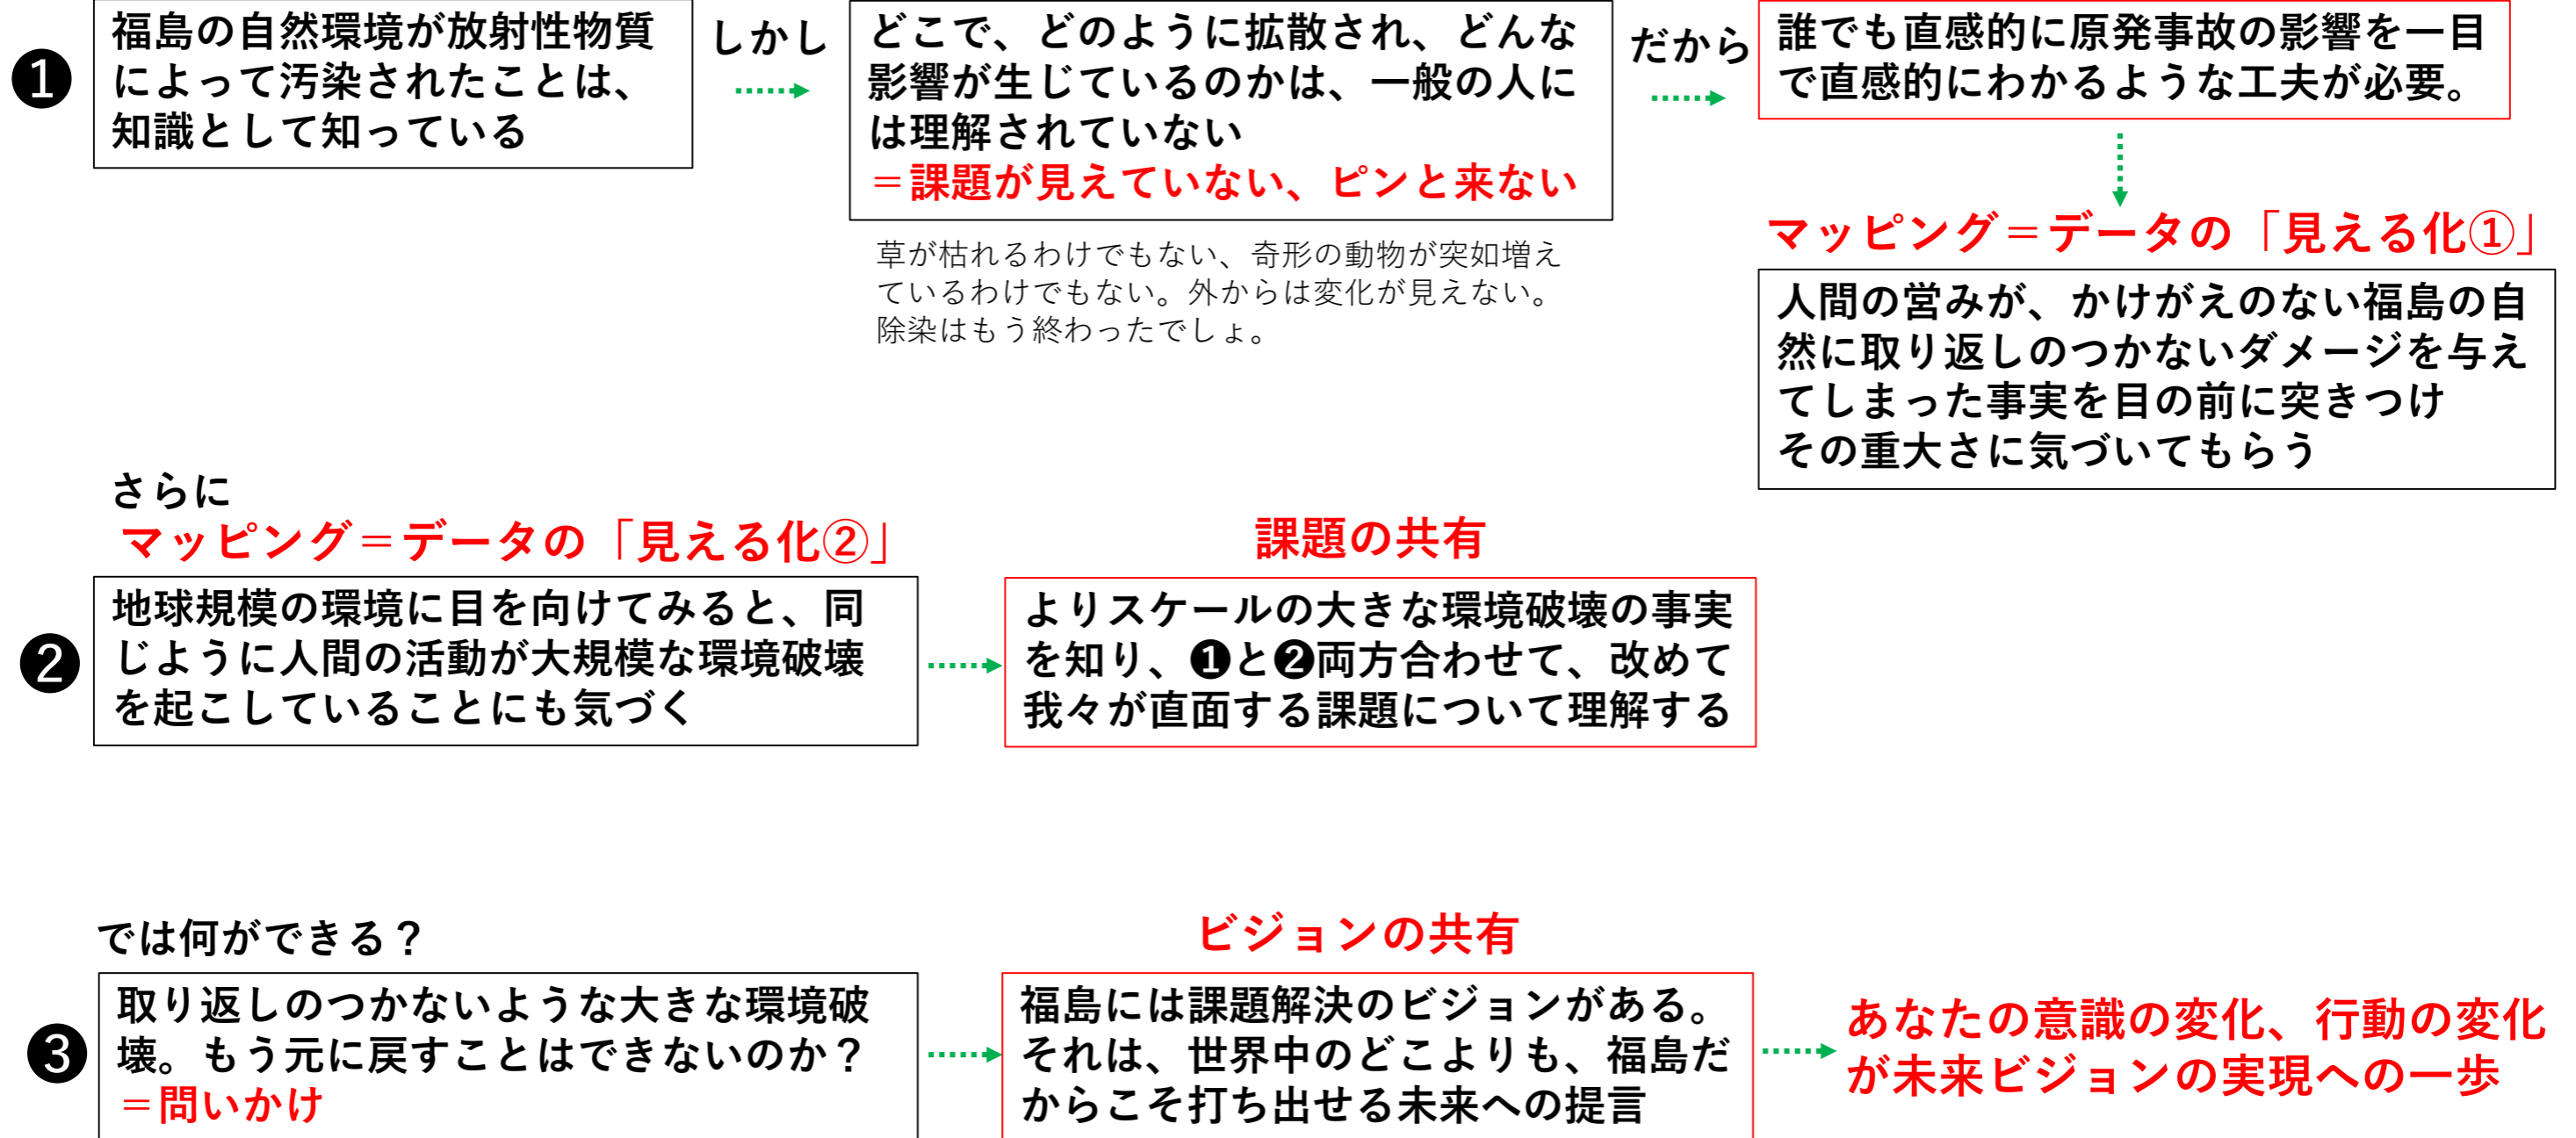 ❶
福島の自然環境が放射性物質
によって汚染されたことは、
知識として知っている
しかし
どこで、どのように拡散され、どんな
影響が生じているのかは、一般の人に
は理解されていない
＝課題が見えていない、ピンと来ない
草が枯れるわけでもない、奇形の動物が突如増え
ているわけでもない。外からは変化が見えない。
除染はもう終わったでしょ。
だから
誰でも直感的に原発事故の影響を一目
で直感的にわかるような工夫が必要。
マッピング＝データの「見える化①」
人間の営みが、かけがえのない福島の自
然に取り返しのつかないダメージを与え
てしまった事実を目の前に突きつけ
その重大さに気づいてもらう
さらに
マッピング＝データの「見える化②」
❷
地球規模の環境に目を向けてみると、同
じように人間の活動が大規模な環境破壊
を起こしていることにも気づく
課題の共有
よりスケールの大きな環境破壊の事実
を知り、❶と❷両方合わせて、改めて
我々が直面する課題について理解する
では何ができる？
❸
取り返しのつかないような大きな環境破
壊。もう元に戻すことはできないのか？
＝問いかけ
ビジョンの共有
福島には課題解決のビジョンがある。
それは、世界中のどこよりも、福島だ
からこそ打ち出せる未来への提言
あなたの意識の変化、行動の変化
が未来ビジョンの実現への一歩